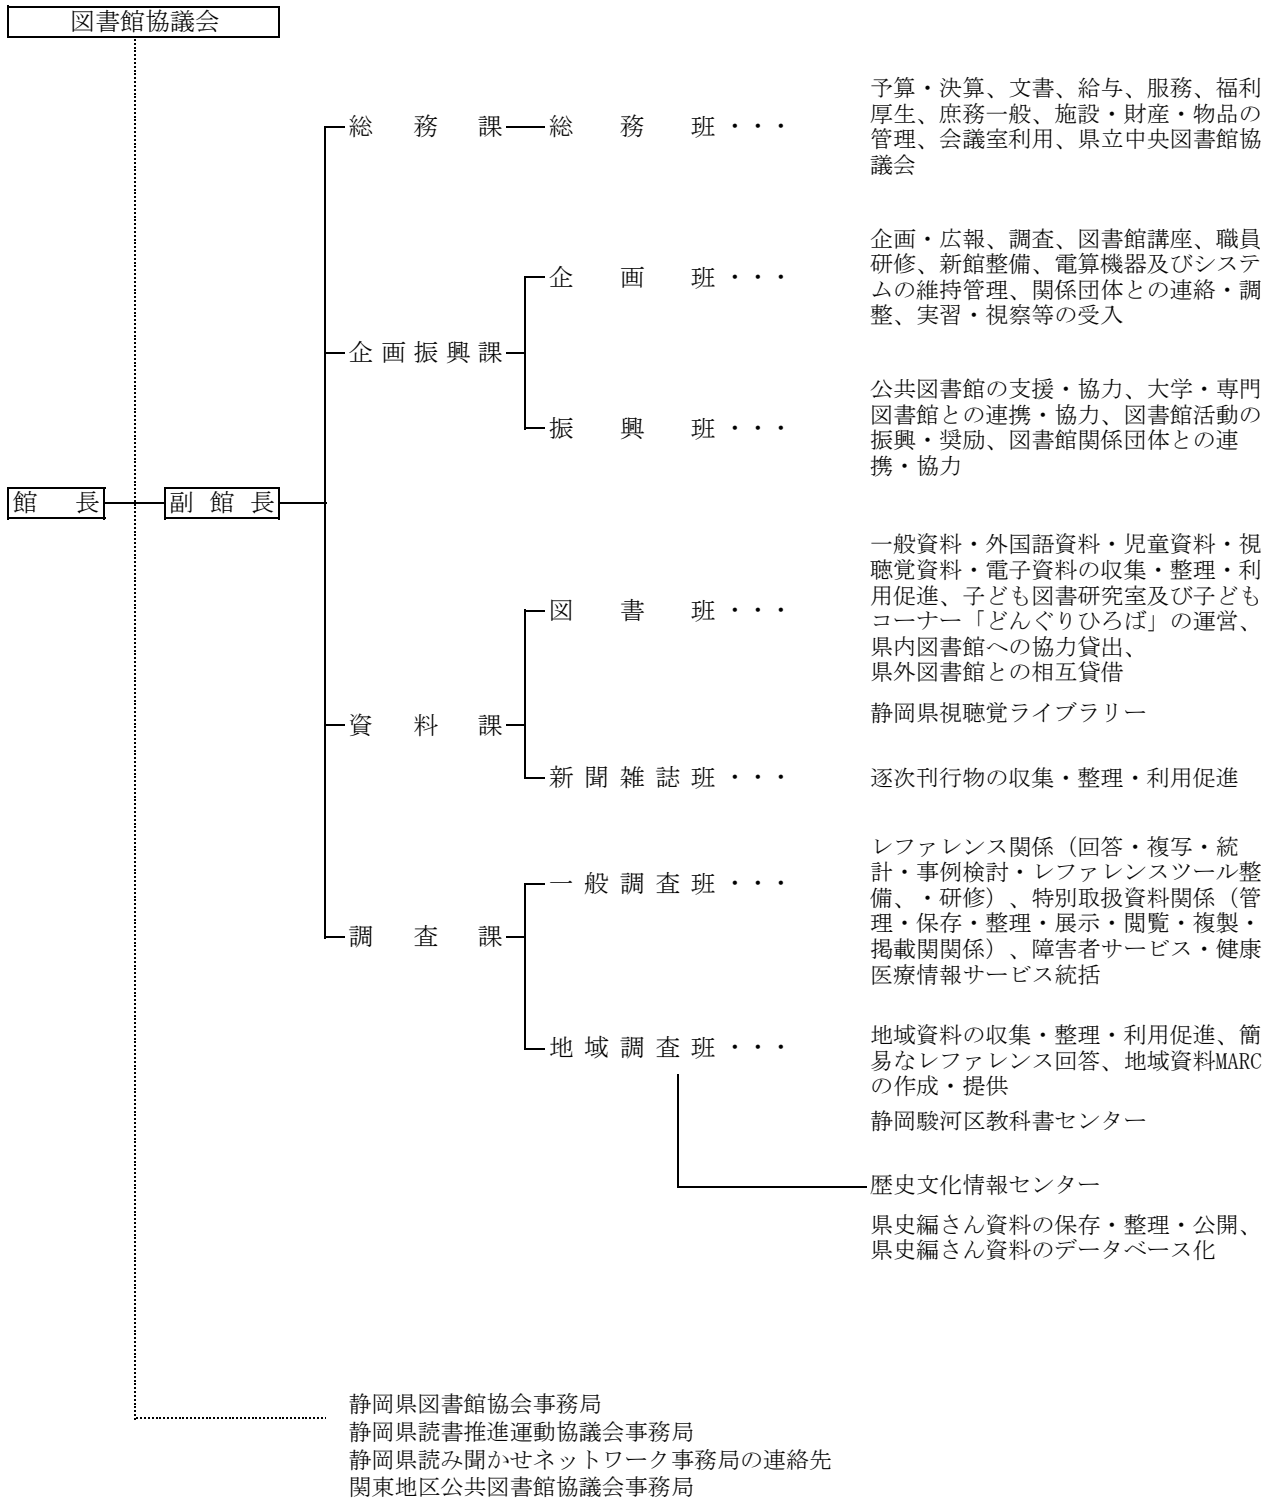 図書館協議会
総務課
総務班・・・
予算・決算、文書、給与、服務、福利
厚生、庶務一般、施設・財産・物品の
管理、会議室利用、県立中央図書館協
議会
企画振興課
企画班・・・
企画・広報、調査、図書館講座、職員
研修、新館整備、電算機器及びシステ
ムの維持管理、関係団体との連絡・調
整、実習・視察等の受入
振興班・・・
公共図書館の支援・協力、大学・専門
図書館との連携・協力、図書館活動の
振興・奨励、図書館関係団体との連
携・協力
館長
副館長
資料課
図書班・・・
一般資料・外国語資料・児童資料・視
聴覚資料・電子資料の収集・整理・利
用促進、子ども図書研究室及び子ども
コーナー「どんぐりひろば」の運営、
県内図書館への協力貸出、
県外図書館との相互貸借
静岡県視聴覚ライブラリー
新聞雑誌班・・・
逐次刊行物の収集・整理・利用促進
調査課
一般調査班・・・
レファレンス関係（回答・複写・統
計・事例検討・レファレンスツール整
備、・研修）、特別取扱資料関係（管
理・保存・整理・展示・閲覧・複製・
掲載関関係）、障害者サービス・健康
医療情報サービス統括
地域調査班・・・
地域資料の収集・整理・利用促進、簡
易なレファレンス回答、地域資料MARC
の作成・提供
静岡駿河区教科書センター
歴史文化情報センター
県史編さん資料の保存・整理・公開、
県史編さん資料のデータベース化
静岡県図書館協会事務局
静岡県読書推進運動協議会事務局
静岡県読み聞かせネットワーク事務局の連絡先
関東地区公共図書館協議会事務局